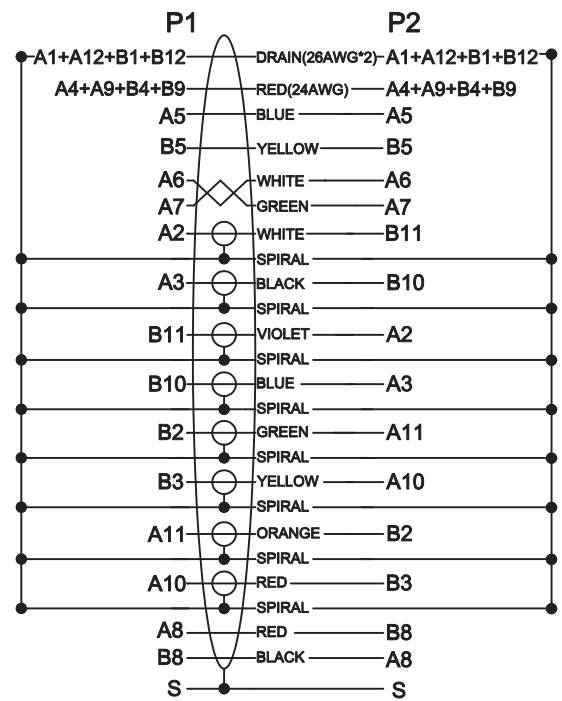 P1 P2
A1+A12+B1+B12 DRAIN(26AWG*2) A1+A12+B1+B12
A4+A9+B4+B9 RED(24AWG) A4+A9+B4+B9
A5 BLUE A5
B5 YELLOW B5
A6 WHITE A6
A7 GREEN A7
A2 WHITE B11
SPIRAL
A3 BLACK B10
SPIRAL
B11 VIOLET A2
SPIRAL
B10 BLUE A3
SPIRAL
B2 GREEN A11
SPIRAL
B3 YELLOW A10
SPIRAL
A11 ORANGE B2
SPIRAL
A10 RED B3
SPIRAL
A8 RED B8
B8 BLACK A8
S S